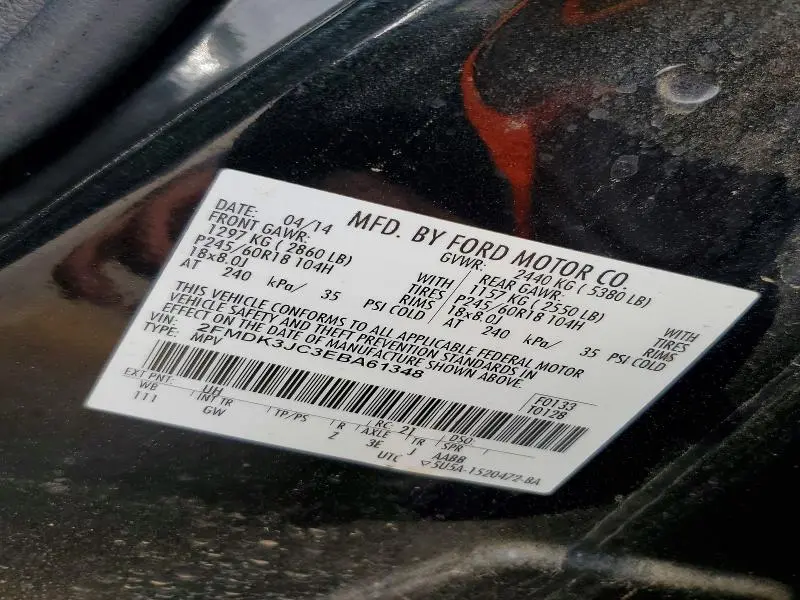 MFD. BY FORD MOTOR CO.
DATE: 04/14 GVWR: 2440 KG ( 5380 LB)
FRONT GAWR: REAR GAWR:
1297 KG ( 2860 LB) WITH 1157 KG ( 2550 LB) WITH
P245/60R18 104H TIRES P245/60R18 104H TIRES
18x8.0J RIMS 18x8.0J RIMS
AT 240 kPa/ 35 PSI COLD AT 240 kPa/ 35 PSI COLD
THIS VEHICLE CONFORMS TO ALL APPLICABLE FEDERAL MOTOR
VEHICLE SAFETY AND THEFT PREVENTION STANDARDS IN
EFFECT ON THE DATE OF MANUFACTURE SHOWN ABOVE.
VIN: 2FMDK3JC3EBA61348
TYPE: MPV
F0133
T0128
EXT PNT: UH RC: 21 DSO:
WB INT TR TP/PS R AXLE TR SPR
111 GW Z 3E J AABB
UTC ▽5U5A-1520472-BA